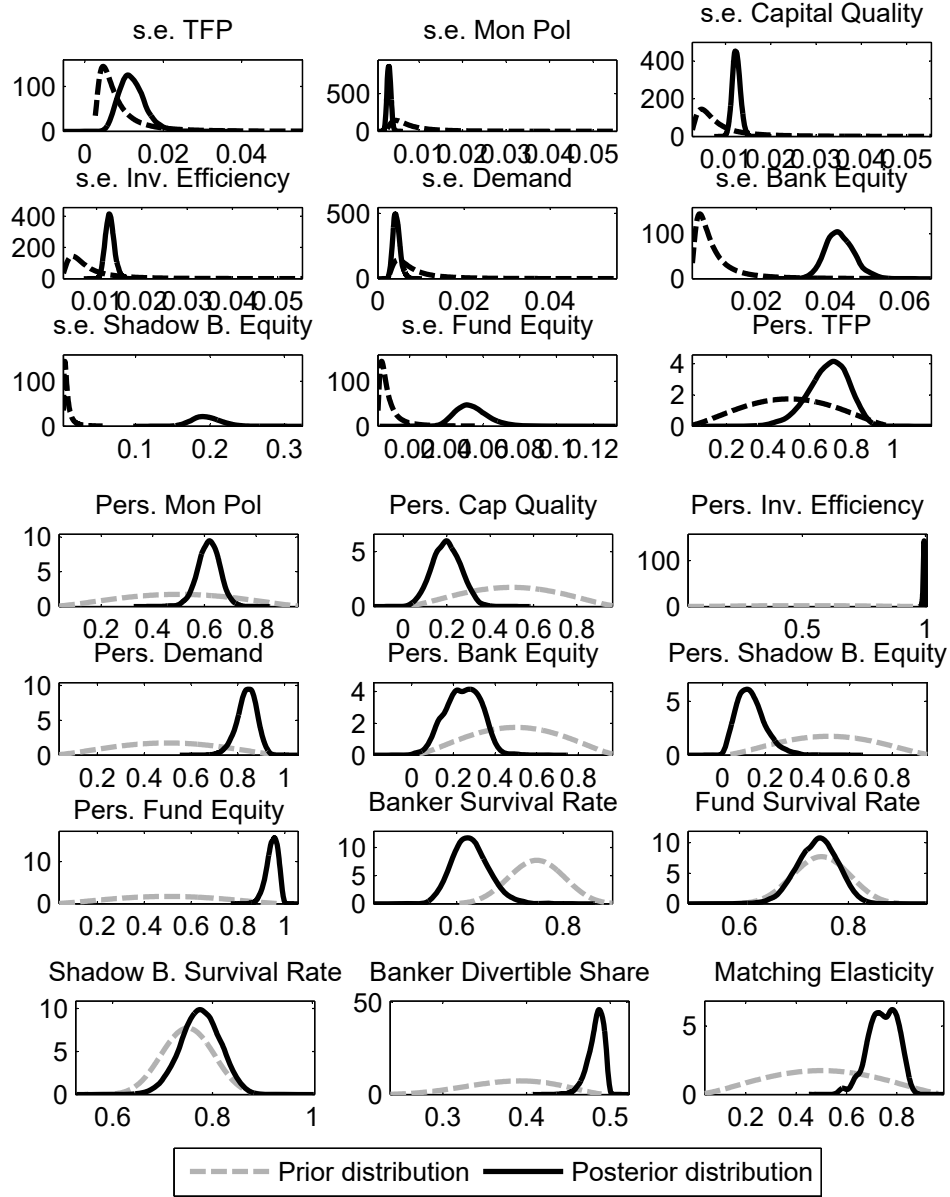 s.e. TFP
s.e. Mon Pol
s.e. Capital Quality
100
0
0 0.02 0.04
500
0
0.01 0.02 0.03 0.04 0.05
400
200
0
0.01 0.02 0.03 0.04 0.05
s.e. Inv. Efficiency
s.e. Demand
s.e. Bank Equity
400
200
0
0.01 0.02 0.03 0.04 0.05
500
0
0 0.02 0.04
100
0
0.02 0.04 0.06
s.e. Shadow B. Equity
s.e. Fund Equity
Pers. TFP
100
0
0.1 0.2 0.3
100
0
0.02 0.04 0.06 0.08 0.1 0.12
4
2
0
0.2 0.4 0.6 0.8 1
Pers. Mon Pol
Pers. Cap Quality
Pers. Inv. Efficiency
10
5
0
0.2 0.4 0.6 0.8
5
0
0 0.2 0.4 0.6 0.8
100
0
0.5 1
Pers. Demand
Pers. Bank Equity
Pers. Shadow B. Equity
10
5
0
0.2 0.4 0.6 0.8 1
4
2
0
0 0.2 0.4 0.6 0.8
5
0
0 0.2 0.4 0.6 0.8
Pers. Fund Equity
Banker Survival Rate
Fund Survival Rate
10
0
0.2 0.4 0.6 0.8 1
10
5
0
0.6 0.8
10
5
0
0.6 0.8
Shadow B. Survival Rate
Banker Divertible Share
Matching Elasticity
10
5
0
0.6 0.8 1
50
0
0.3 0.4 0.5
5
0
0.2 0.4 0.6 0.8
Prior distribution Posterior distribution